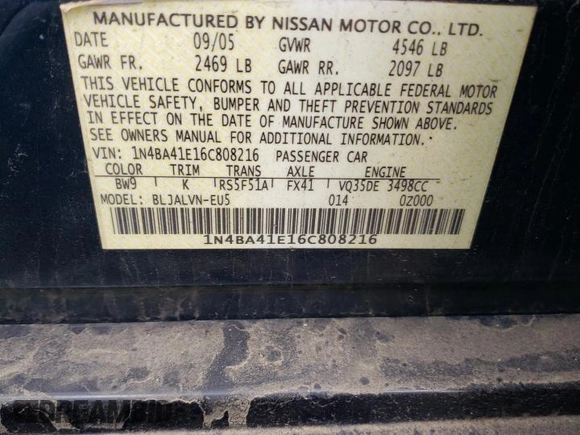 MANUFACTURED BY NISSAN MOTOR CO., LTD.
DATE 09/05 GVWR 4546 LB
GAWR FR. 2469 LB GAWR RR. 2097 LB
THIS VEHICLE CONFORMS TO ALL APPLICABLE FEDERAL MOTOR
VEHICLE SAFETY, BUMPER AND THEFT PREVENTION STANDARDS
IN EFFECT ON THE DATE OF MANUFACTURE SHOWN ABOVE.
SEE OWNERS MANUAL FOR ADDITIONAL INFORMATION.
VIN: 1N4BA41E16C808216 PASSENGER CAR
COLOR TRIM TRANS AXLE ENGINE
BW9 K RS5F51A FX41 VQ35DE 3498CC
MODEL: BLJALVN-EU5 014 0Z000
1N4BA41E16C808216